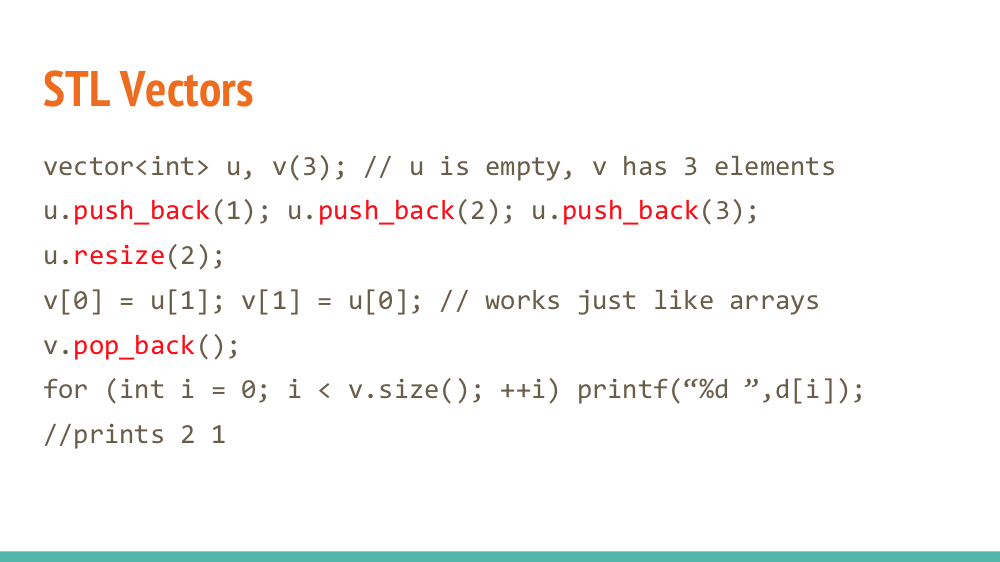 STL Vectors
vector<int> u, v(3); // u is empty, v has 3 elements
u.push_back(1); u.push_back(2); u.push_back(3);
u.resize(2);
v[0] = u[1]; v[1] = u[0]; // works just like arrays
v.pop_back();
for (int i = 0; i < v.size(); ++i) printf(“%d ”,d[i]);
//prints 2 1